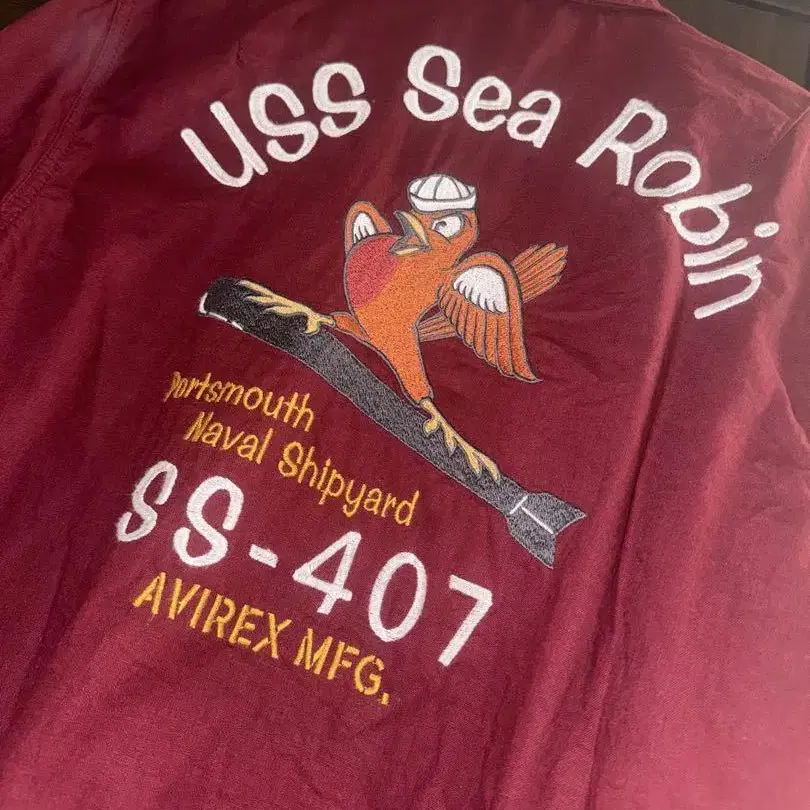 USS Sea Robin
Portsmouth
Naval Shipyard
SS-407
AVIREX MFG.